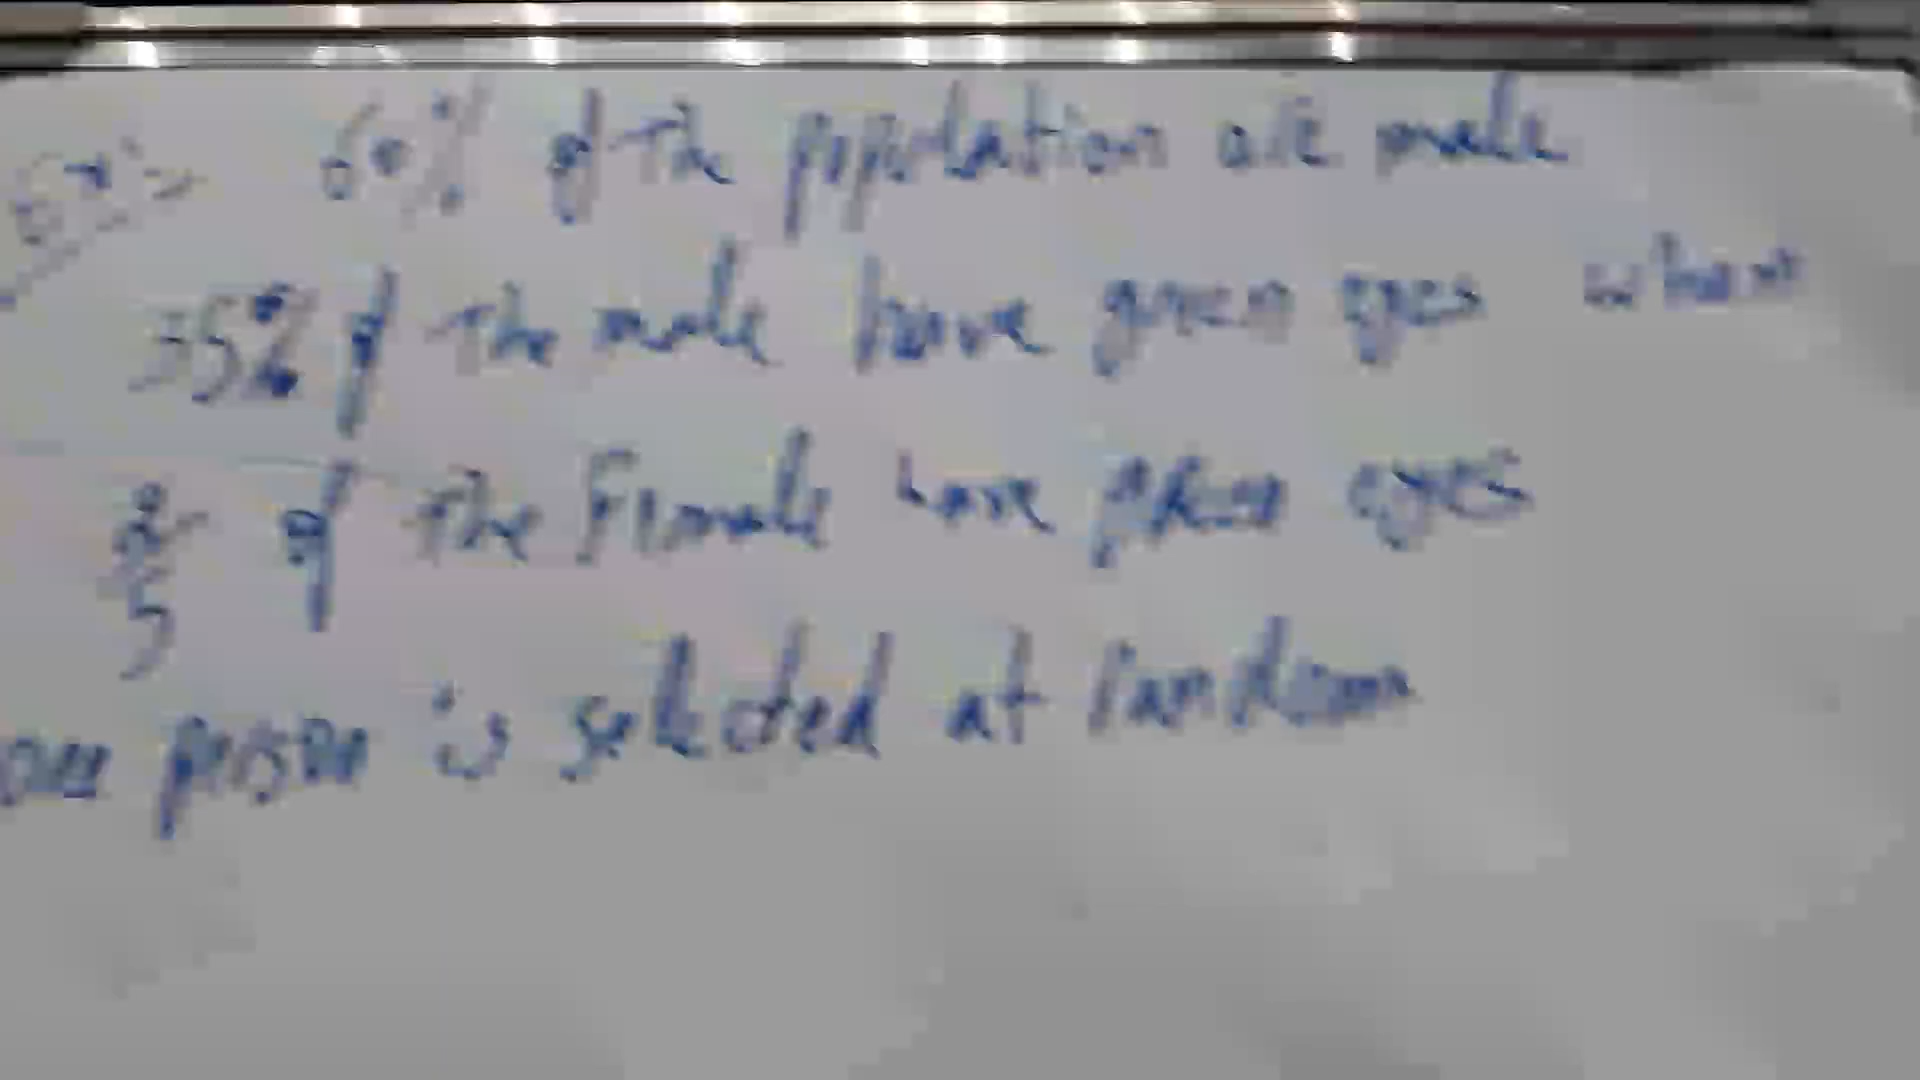 60% of the population are male
35% of the male have green eyes
of the Female have green eyes
one person is selected at random